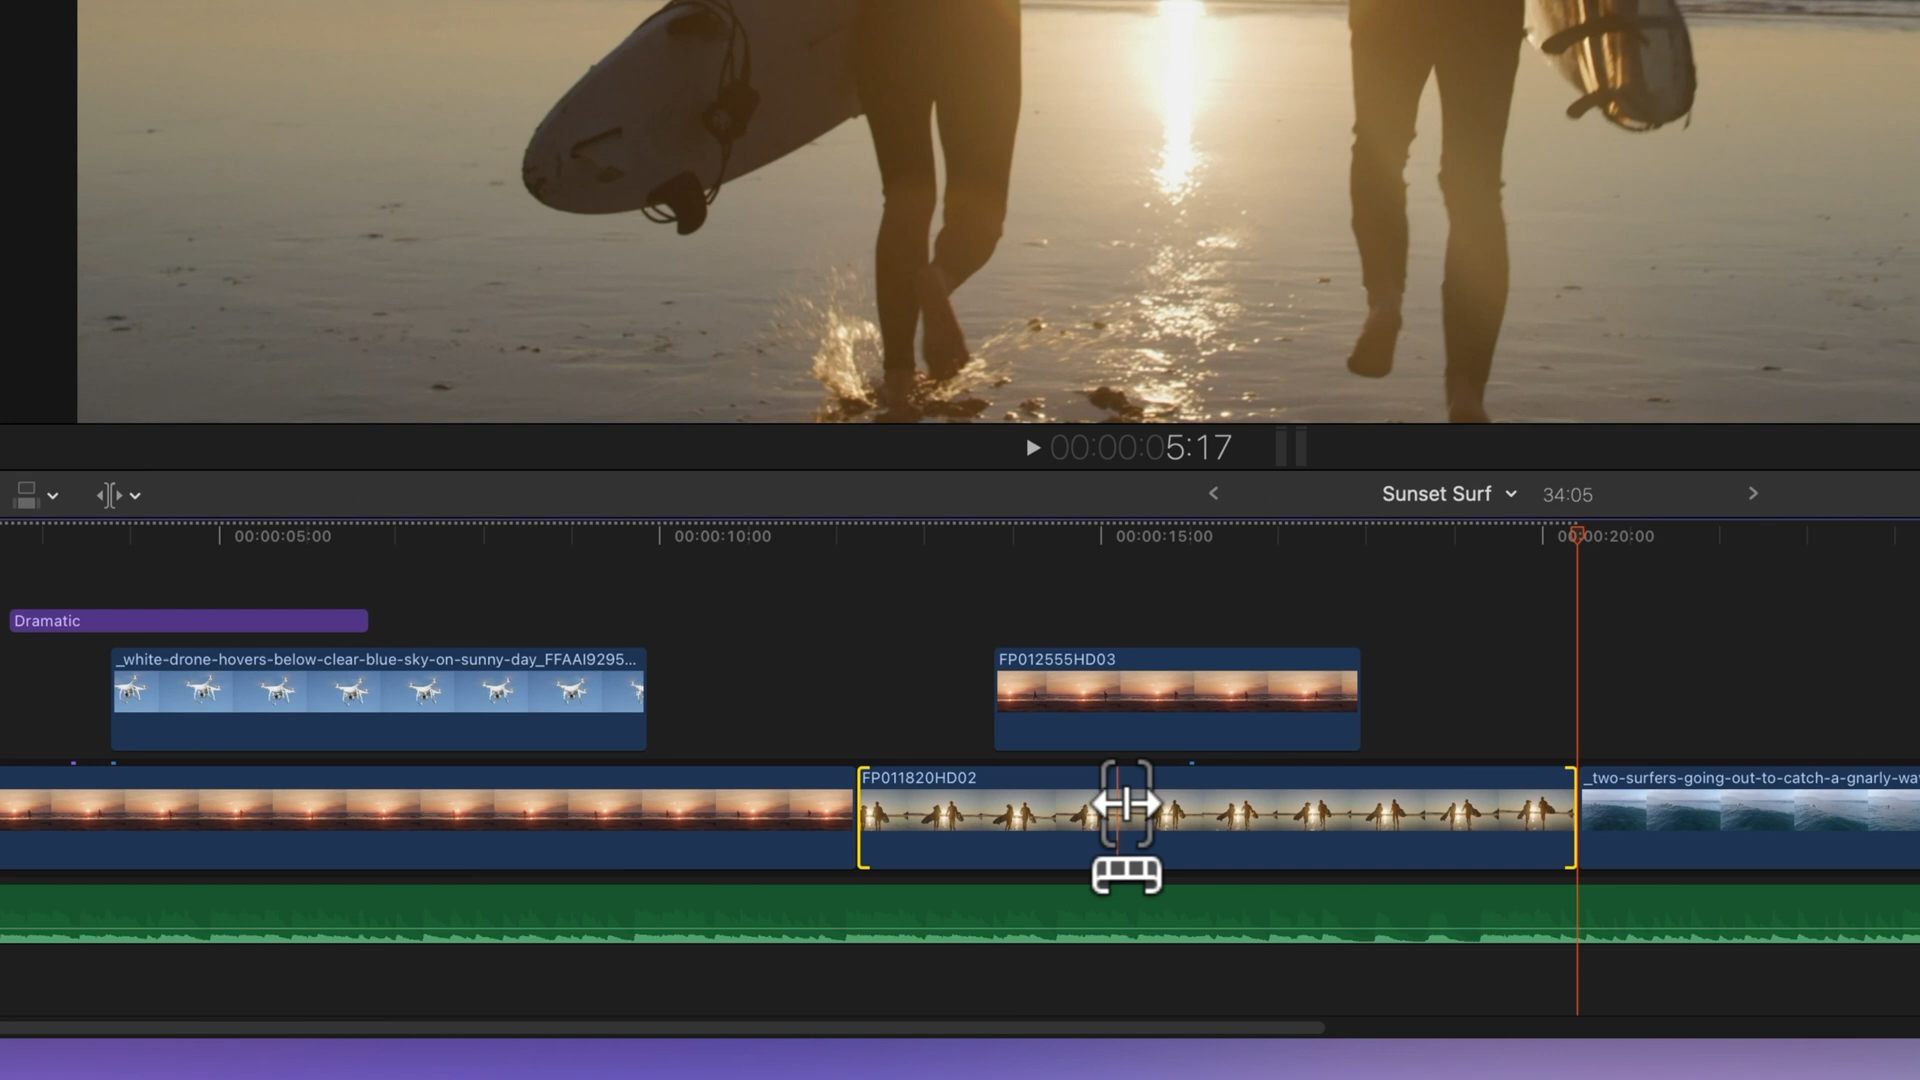 00:00:05:17
Sunset Surf
34:05
00:00:05:00
00:00:10:00
00:00:15:00
00:00:20:00
Dramatic
_white-drone-hovers-below-clear-blue-sky-on-sunny-day_FFAAI9295...
FP012555HD03
FP011820HD02
_two-surfers-going-out-to-catch-a-gnarly-wa